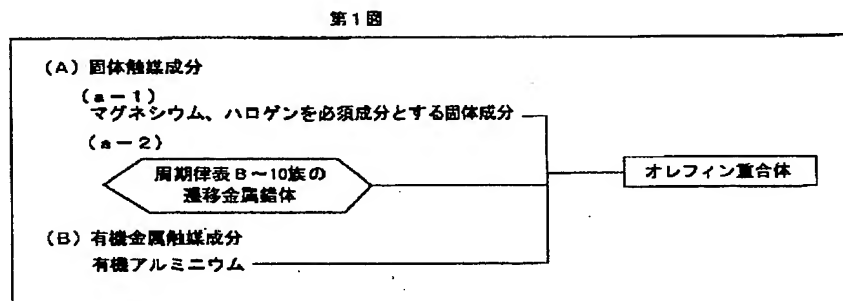 第1図
(A) 固体触媒成分
(a-1)
マグネシウム、ハロゲンを必須成分とする固体成分
(a-2)
周期律表8~10族の
遷移金属錯体
オレフィン重合体
(B) 有機金属触媒成分
有機アルミニウム